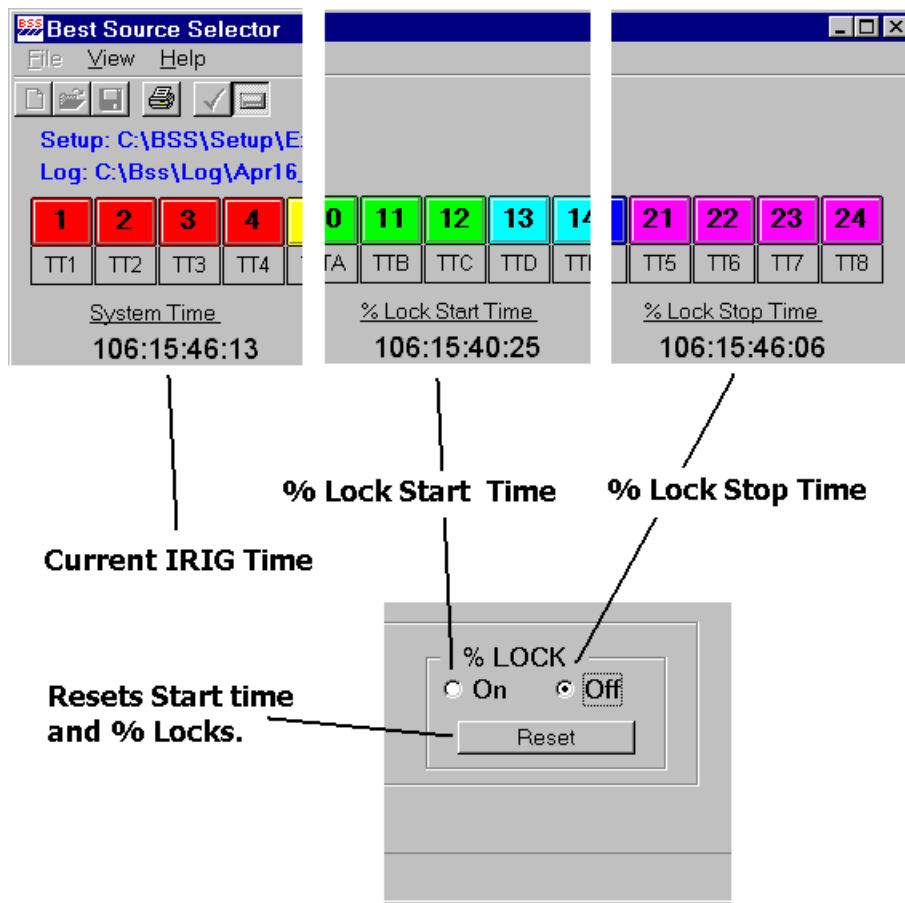 BSS Best Source Selector
File View Help
Setup: C:\BSS\Setup\E
Log: C:\Bss\Log\Apr16_
1 2 3 4 0 11 12 13 14 21 22 23 24
TT1 TT2 TT3 TT4 TA TTB TTC TTD TT5 TT6 TT7 TT8
System Time % Lock Start Time % Lock Stop Time
106:15:46:13 106:15:40:25 106:15:46:06
% Lock Start Time % Lock Stop Time
Current IRIG Time
% LOCK
On Off
Resets Start time
and % Locks.
Reset